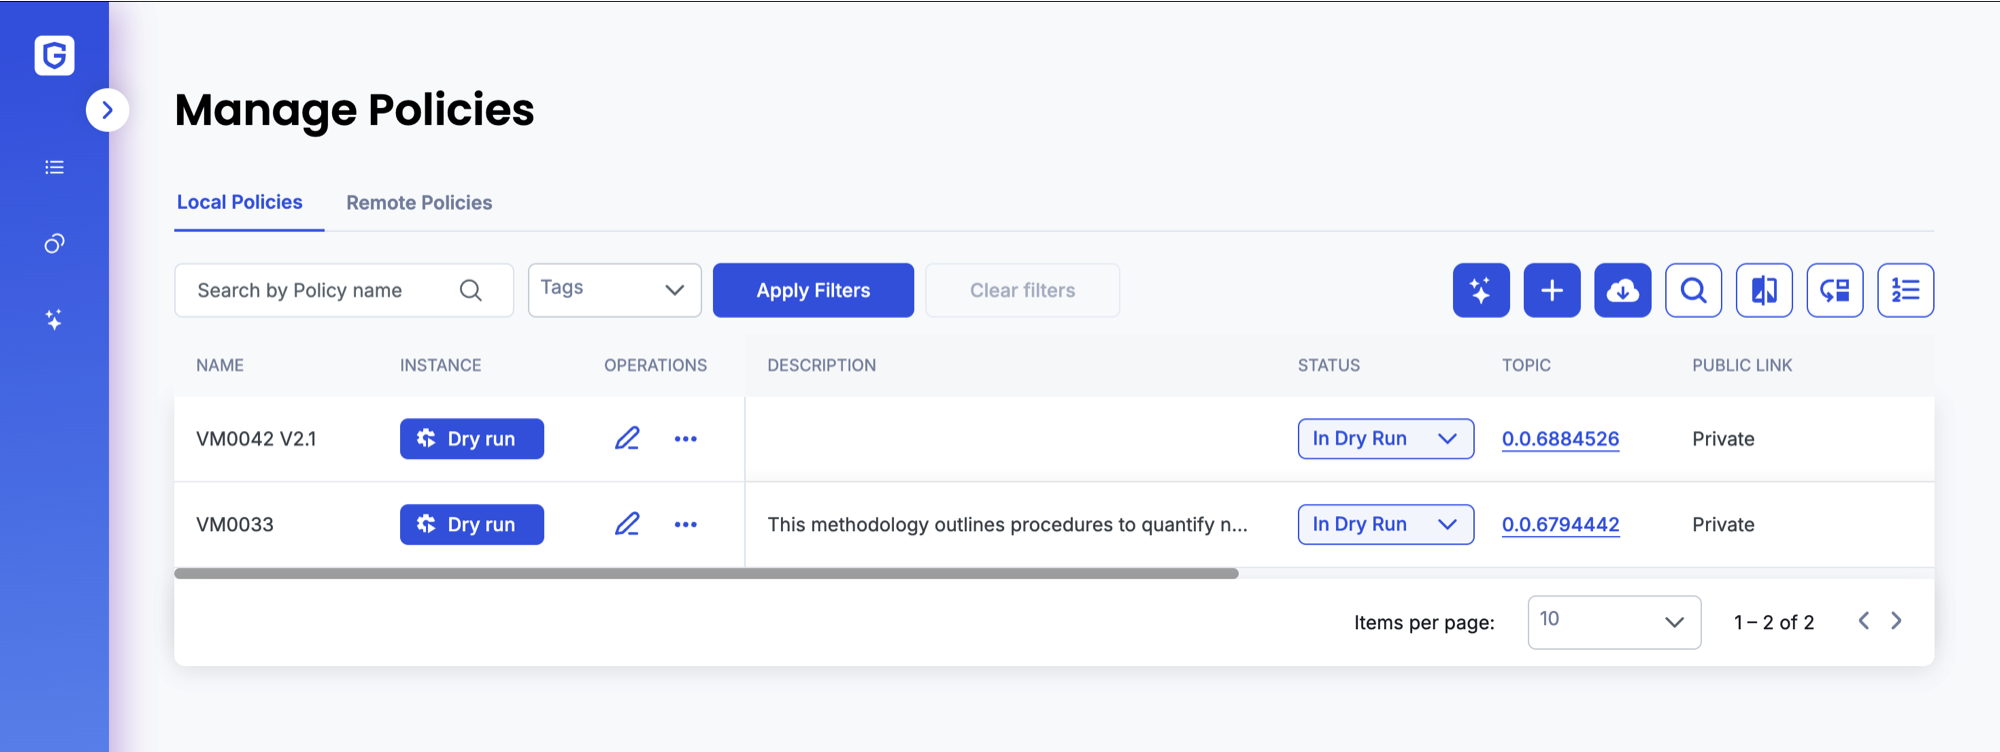 Manage Policies
Local Policies Remote Policies
Search by Policy name Tags Apply Filters Clear filters
NAME INSTANCE OPERATIONS DESCRIPTION STATUS TOPIC PUBLIC LINK
VM0042 V2.1 Dry run In Dry Run 0.0.6884526 Private
VM0033 Dry run This methodology outlines procedures to quantify n... In Dry Run 0.0.6794442 Private
Items per page: 10 1 – 2 of 2